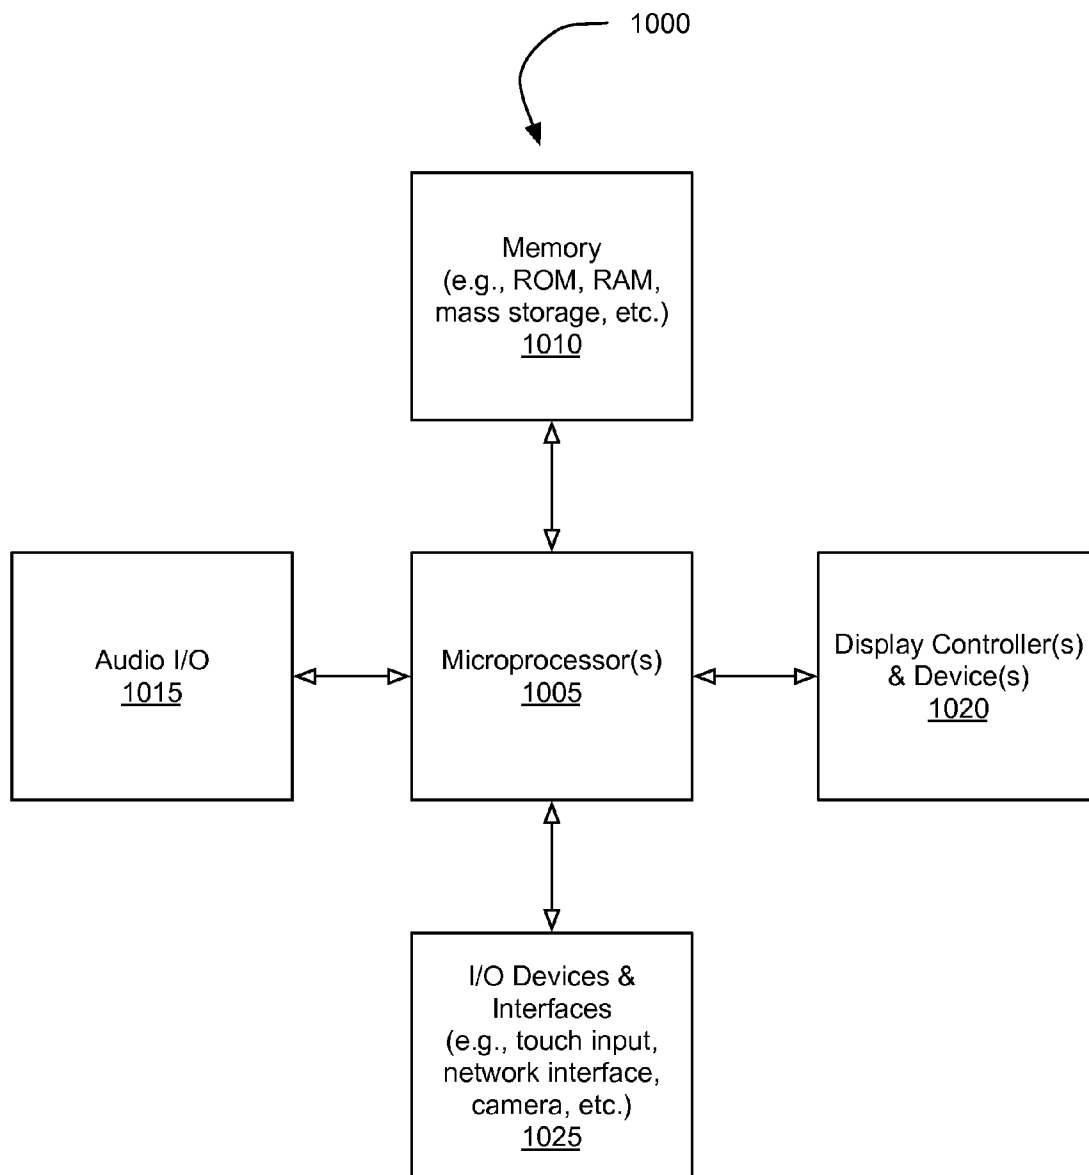 1000
Memory
(e.g., ROM, RAM,
mass storage, etc.)
1010
Audio I/O
1015
Microprocessor(s)
1005
Display Controller(s)
& Device(s)
1020
I/O Devices &
Interfaces
(e.g., touch input,
network interface,
camera, etc.)
1025